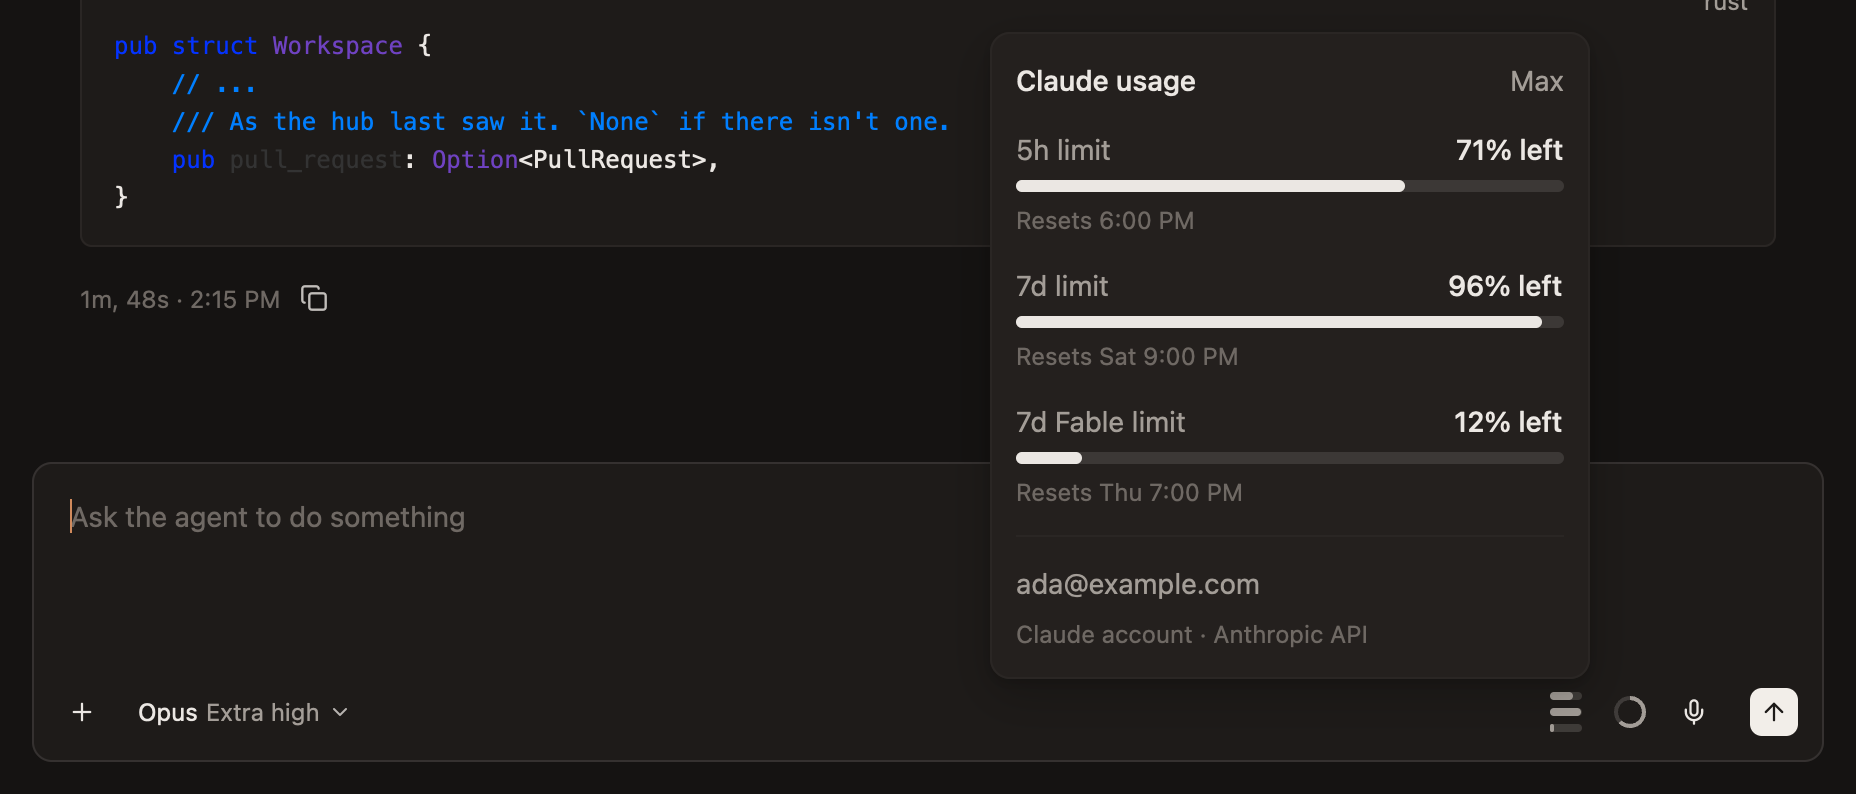 rust
pub struct Workspace {
// ...
/// As the hub last saw it. `None` if there isn't one.
pub pull_request: Option<PullRequest>,
}
1m, 48s · 2:15 PM
Claude usage Max
5h limit 71% left
Resets 6:00 PM
7d limit 96% left
Resets Sat 9:00 PM
7d Fable limit 12% left
Resets Thu 7:00 PM
ada@example.com
Claude account · Anthropic API
Ask the agent to do something
Opus Extra high